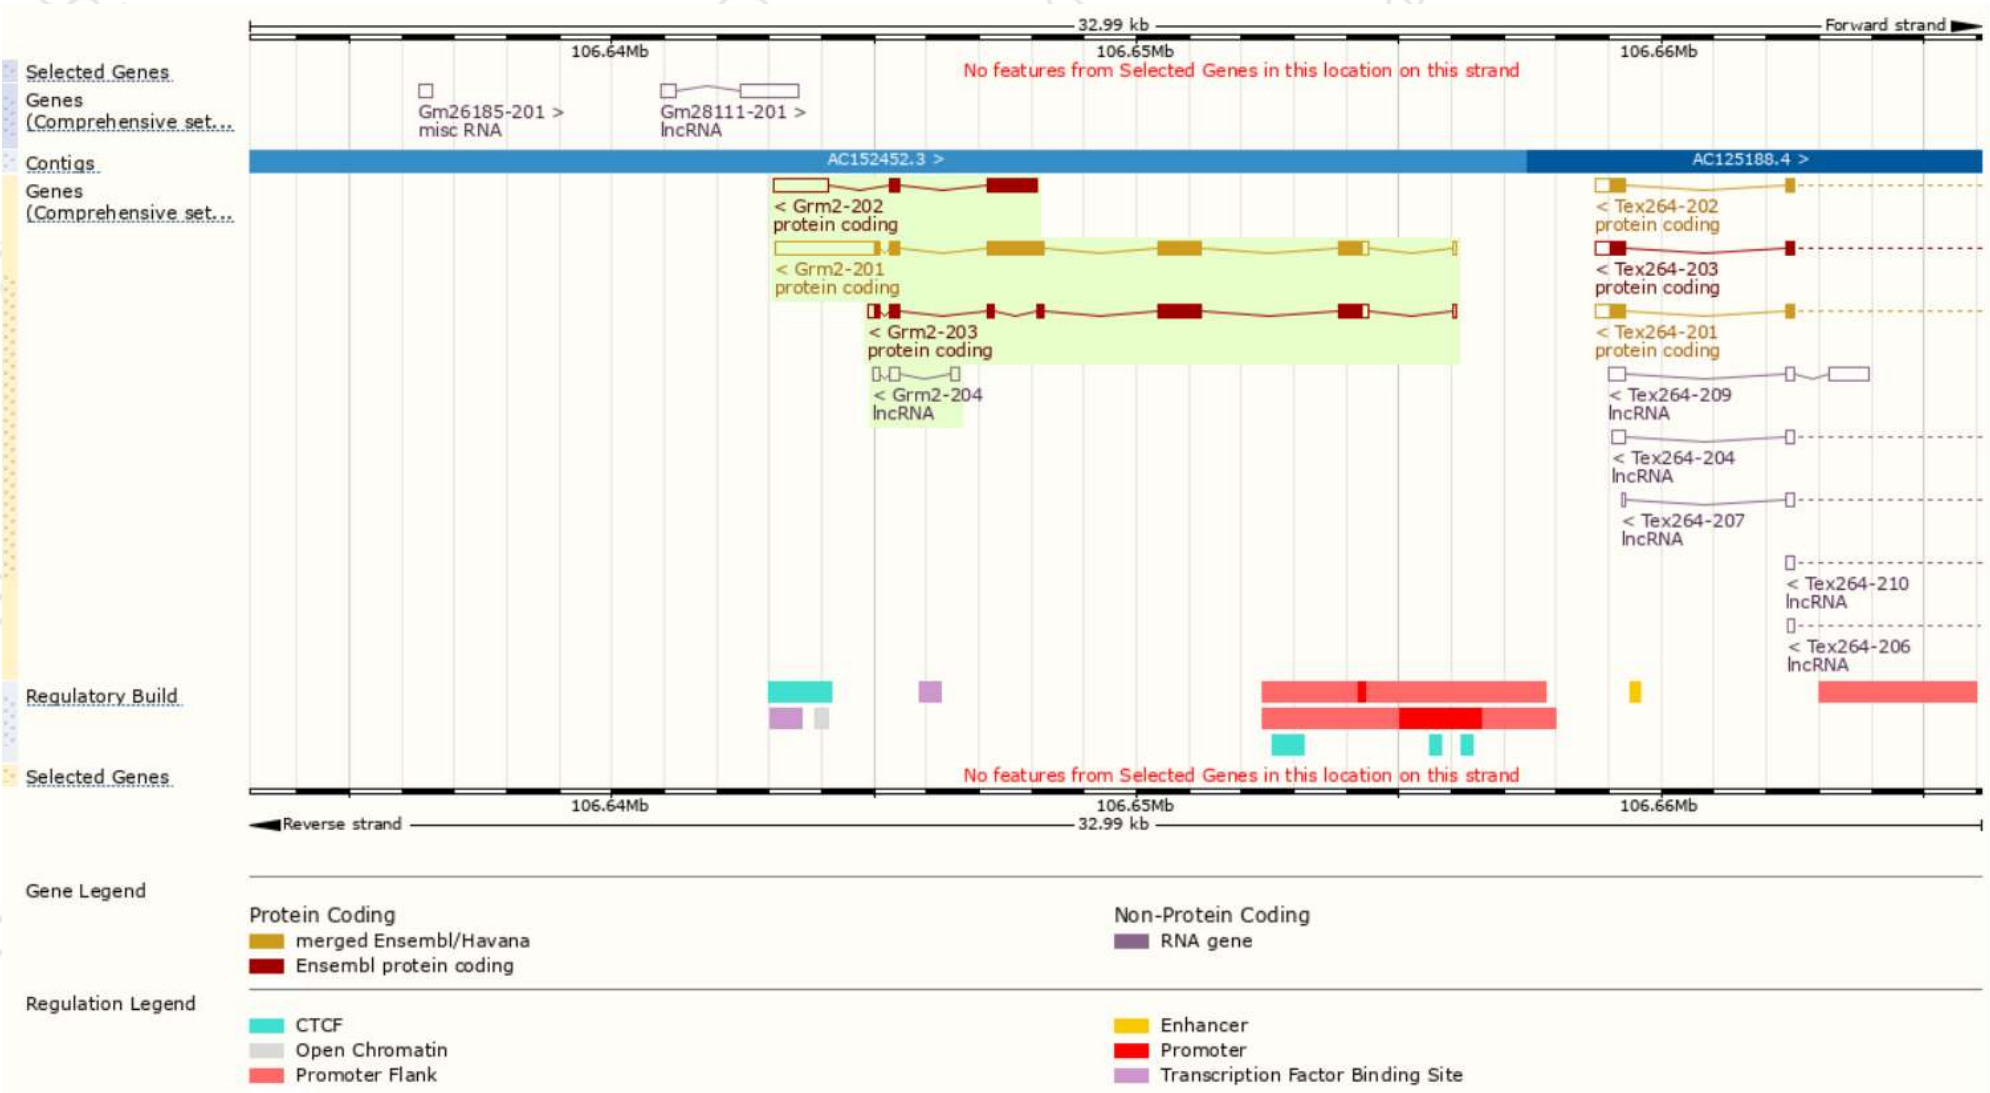 32.99 kb
Forward strand
106.64Mb 106.65Mb 106.66Mb
Selected Genes
No features from Selected Genes in this location on this strand
Genes
(Comprehensive set...
Gm26185-201 >
misc RNA
Gm28111-201 >
lncRNA
Contigs
AC152452.3 >
AC125188.4 >
Genes
(Comprehensive set...
< Grm2-202
protein coding
< Tex264-202
protein coding
< Grm2-201
protein coding
< Tex264-203
protein coding
< Grm2-203
protein coding
< Tex264-201
protein coding
< Grm2-204
lncRNA
< Tex264-209
lncRNA
< Tex264-204
lncRNA
< Tex264-207
lncRNA
< Tex264-210
lncRNA
< Tex264-206
lncRNA
Regulatory Build
Selected Genes
No features from Selected Genes in this location on this strand
106.64Mb 106.65Mb 106.66Mb
Reverse strand
32.99 kb
Gene Legend
Protein Coding
merged Ensembl/Havana
Ensembl protein coding
Non-Protein Coding
RNA gene
Regulation Legend
CTCF
Open Chromatin
Promoter Flank
Enhancer
Promoter
Transcription Factor Binding Site